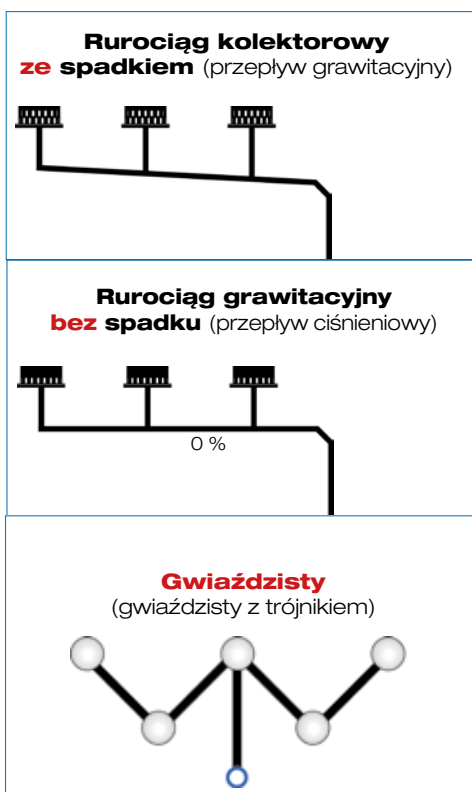 Rurociąg kolektorowy
ze spadkiem (przepływ grawitacyjny)
Rurociąg grawitacyjny
bez spadku (przepływ ciśnieniowy)
0 %
Gwiaździsty
(gwiaździsty z trójnikiem)